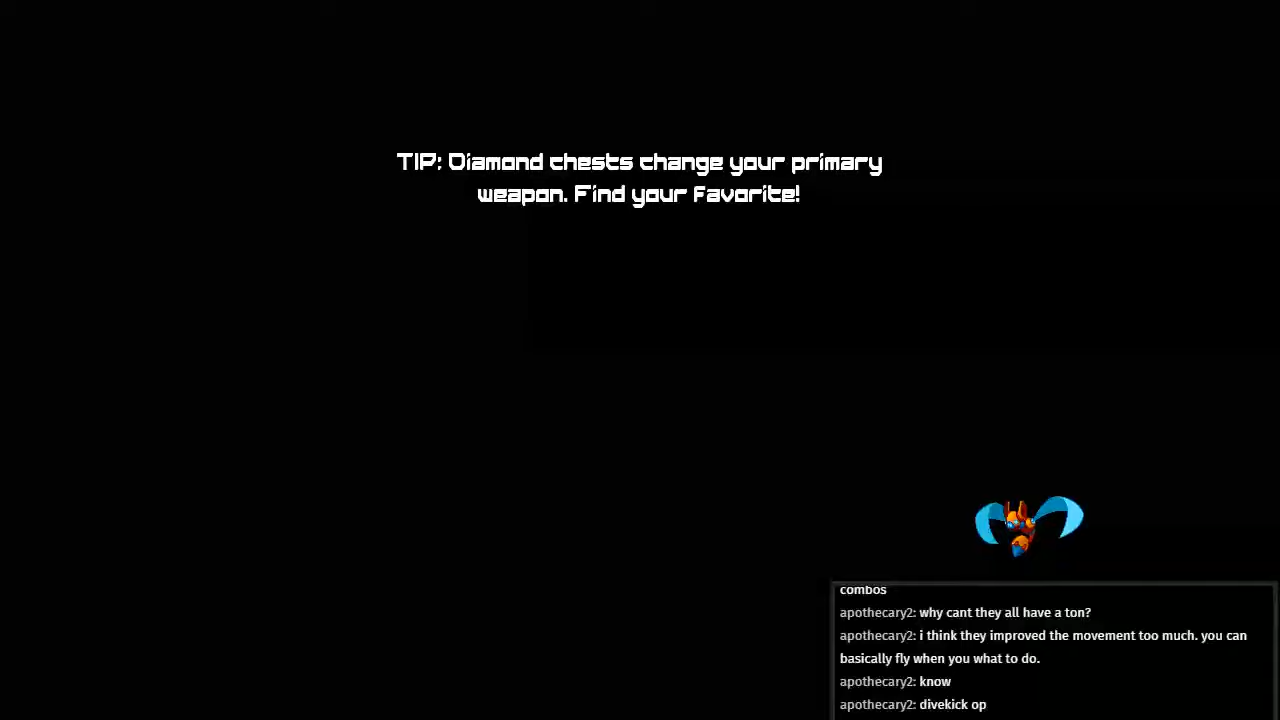 TIP: Diamond chests change your primary
weapon. Find your favorite!
combos
apothecary2: why cant they all have a ton?
apothecary2: i think they improved the movement too much. you can
basically fly when you what to do.
apothecary2: know
apothecary2: divekick op